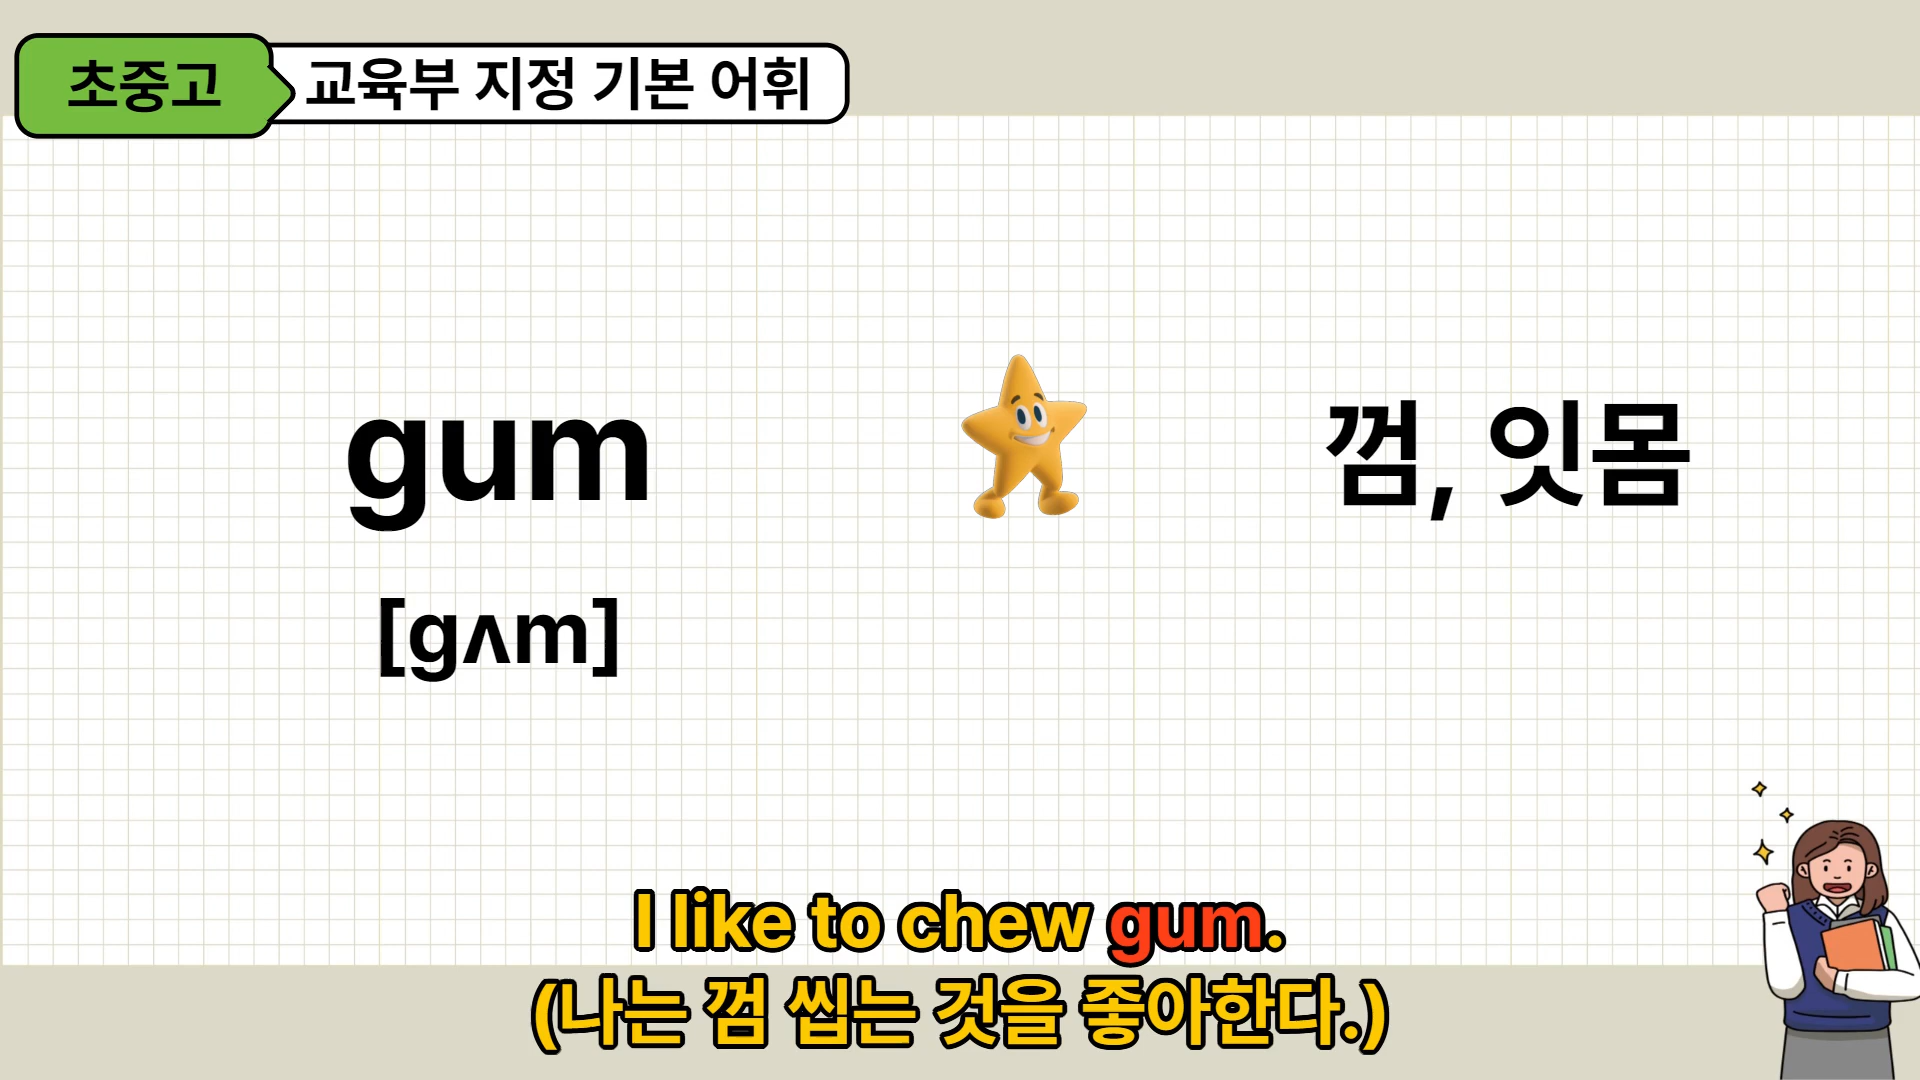 초중고
교육부 지정 기본 어휘
gum
껌, 잇몸
[gʌm]
I like to chew gum.
(나는 껌 씹는 것을 좋아한다.)